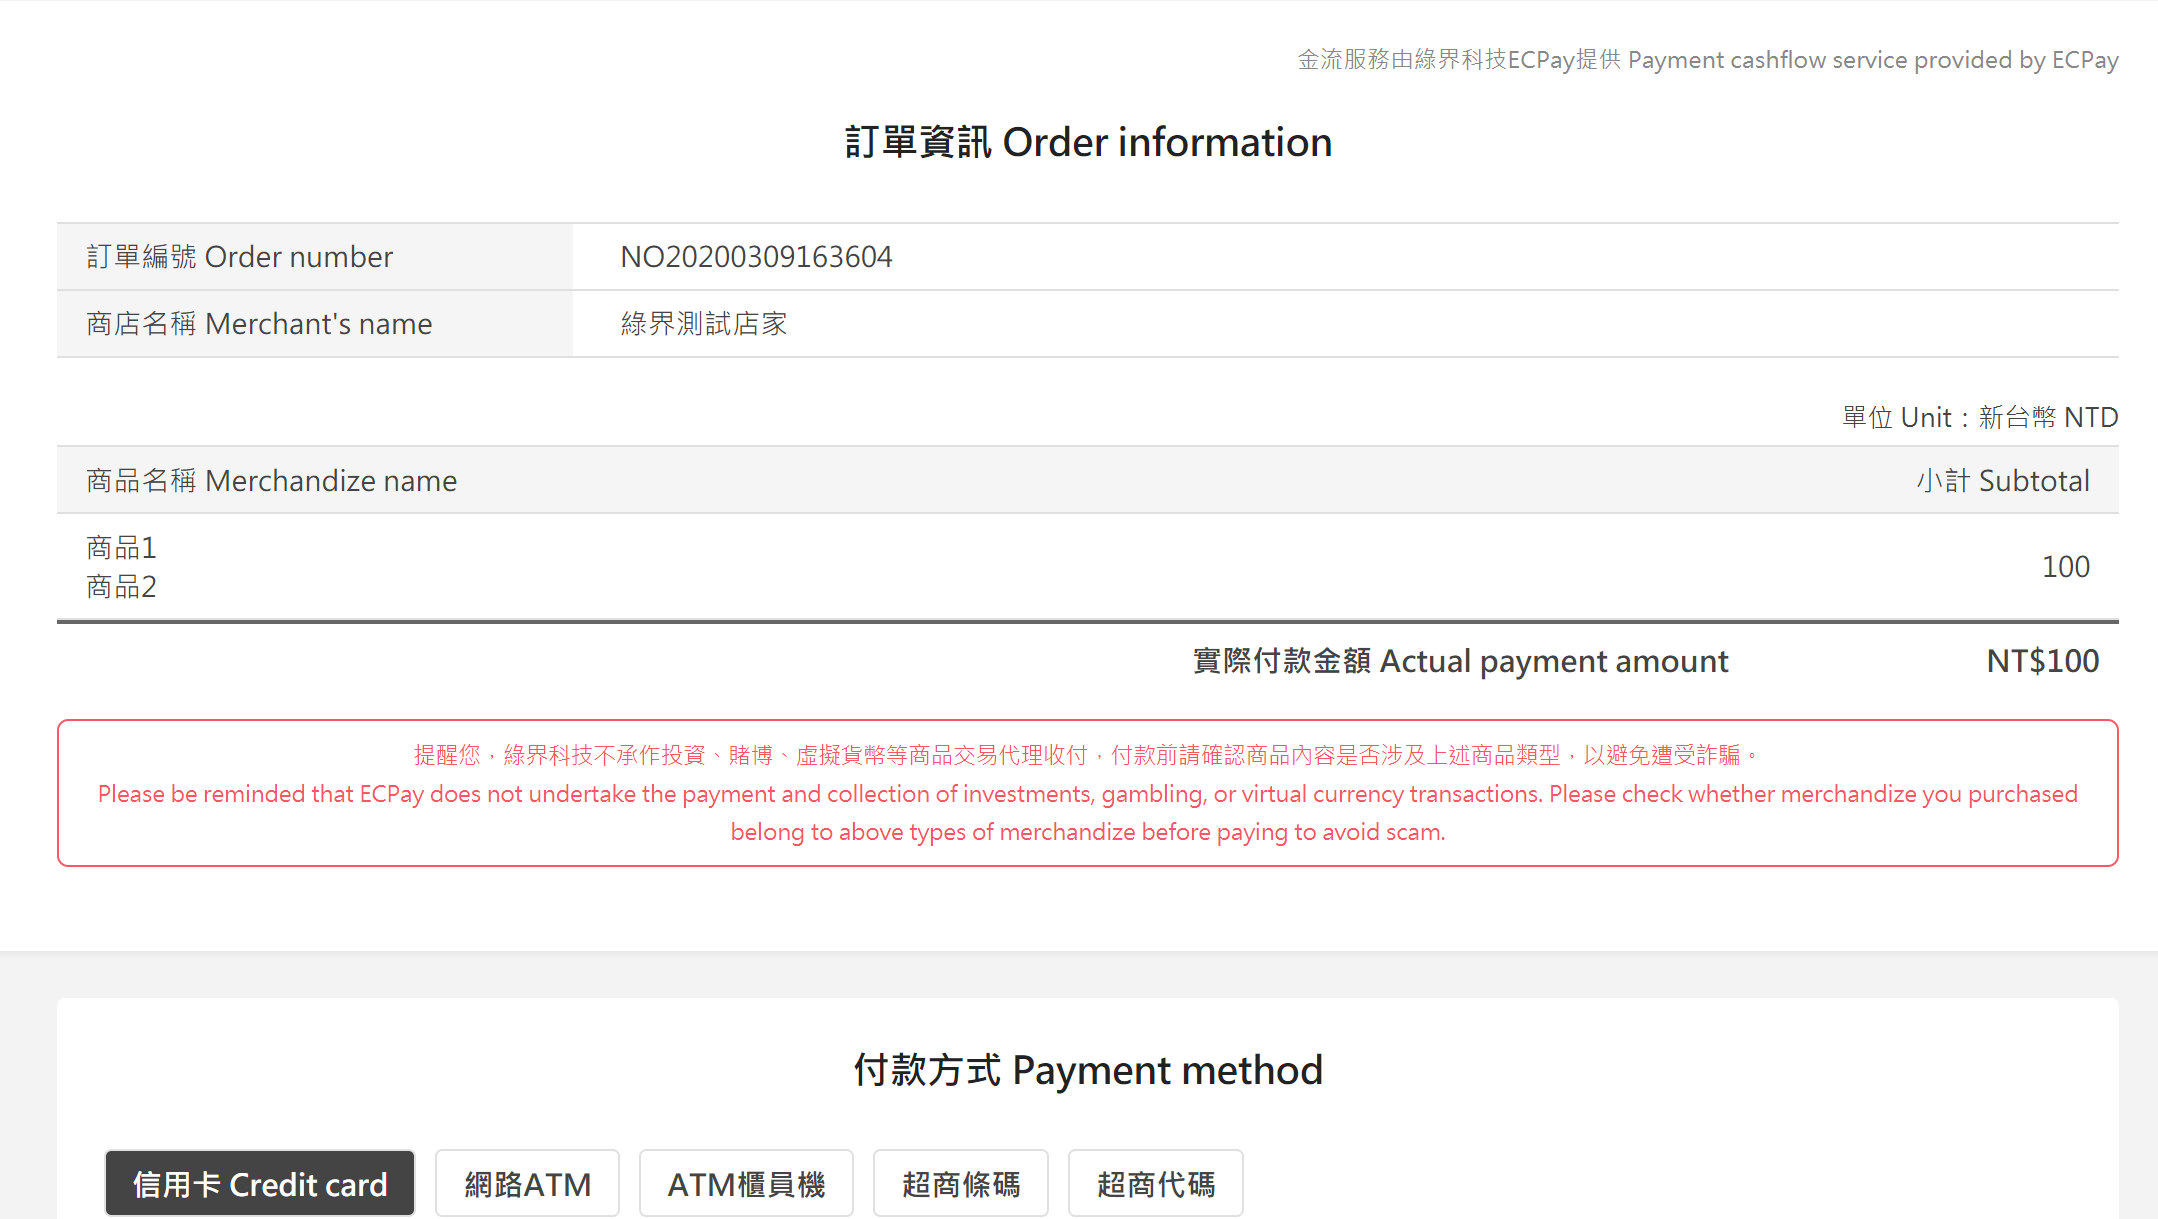 金流服務由綠界科技ECPay提供 Payment cashflow service provided by ECPay
訂單資訊 Order information
訂單編號 Order number NO20200309163604
商店名稱 Merchant's name 綠界測試店家
單位 Unit：新台幣 NTD
商品名稱 Merchandize name 小計 Subtotal
商品1
商品2
100
實際付款金額 Actual payment amount NT$100
提醒您，綠界科技不承作投資、賭博、虛擬貨幣等商品交易代理收付，付款前請確認商品內容是否涉及上述商品類型，以避免遭受詐騙。
Please be reminded that ECPay does not undertake the payment and collection of investments, gambling, or virtual currency transactions. Please check whether merchandize you purchased
belong to above types of merchandize before paying to avoid scam.
付款方式 Payment method
信用卡 Credit card 網路ATM ATM櫃員機 超商條碼 超商代碼